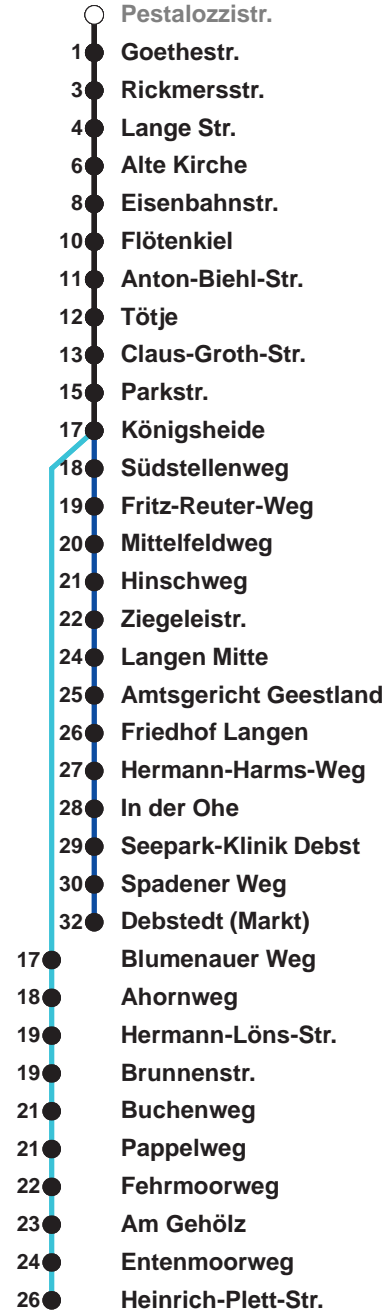 Pestalozzistr.
1 Goethestr.
3 Rickmersstr.
4 Lange Str.
6 Alte Kirche
8 Eisenbahnstr.
10 Flötenkiel
11 Anton-Biehl-Str.
12 Tötje
13 Claus-Groth-Str.
15 Parkstr.
17 Königsheide
18 Südstellenweg
19 Fritz-Reuter-Weg
20 Mittelfeldweg
21 Hinschweg
22 Ziegeleistr.
24 Langen Mitte
25 Amtsgericht Geestland
26 Friedhof Langen
27 Hermann-Harms-Weg
28 In der Ohe
29 Seepark-Klinik Debst
30 Spadener Weg
32 Debstedt (Markt)
17 Blumenauer Weg
18 Ahornweg
19 Hermann-Löns-Str.
19 Brunnenstr.
21 Buchenweg
21 Pappelweg
22 Fehrmoorweg
23 Am Gehölz
24 Entenmoorweg
26 Heinrich-Plett-Str.